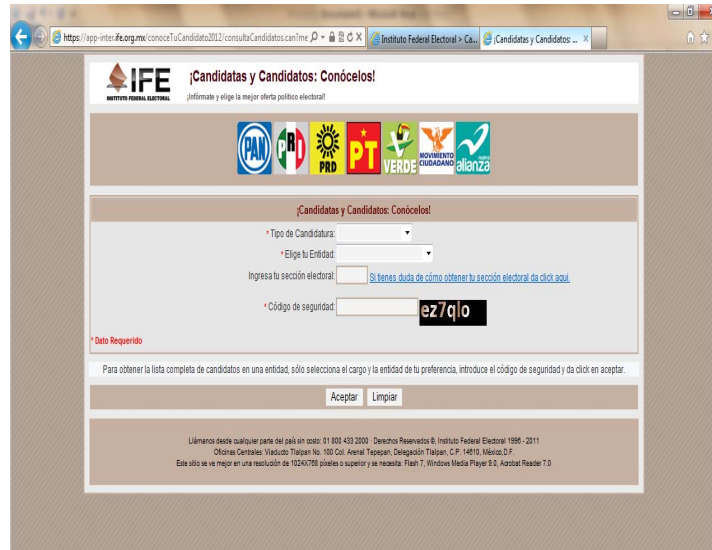 https://app-inter.ife.org.mx/conoceTuCandidato2012/consultaCandidatos.can?me
Instituto Federal Electoral > Ca...
¡Candidatas y Candidatos: ...
IFE
INSTITUTO FEDERAL ELECTORAL
¡Candidatas y Candidatos: Conócelos!
¡Infórmate y elige la mejor oferta político electoral!
PAN PRI PRD PT VERDE MOVIMIENTO CIUDADANO nueva alianza
¡Candidatas y Candidatos: Conócelos!
* Tipo de Candidatura:
* Elige tu Entidad:
Ingresa tu sección electoral: Si tienes duda de cómo obtener tu sección electoral da click aqui.
* Código de seguridad: ez7qlo
* Dato Requerido
Para obtener la lista completa de candidatos en una entidad, sólo selecciona el cargo y la entidad de tu preferencia, introduce el código de seguridad y da click en aceptar.
Aceptar Limpiar
Llámanos desde cualquier parte del país sin costo: 01 800 433 2000 · Derechos Reservados ©, Instituto Federal Electoral 1996 - 2011
Oficinas Centrales: Viaducto Tlalpan No. 100 Col. Arenal Tepepan, Delegación Tlalpan, C.P. 14610, México,D.F.
Este sitio se ve mejor en una resolución de 1024X768 píxeles o superior y se necesita: Flash 7, Windows Media Player 9.0, Acrobat Reader 7.0